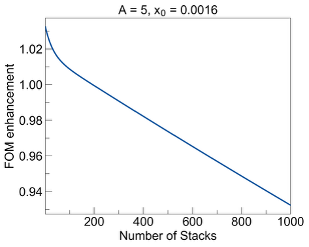 A = 5, x₀ = 0.0016
FOM enhancement
1.02
1.00
0.98
0.96
0.94
200 400 600 800 1000
Number of Stacks